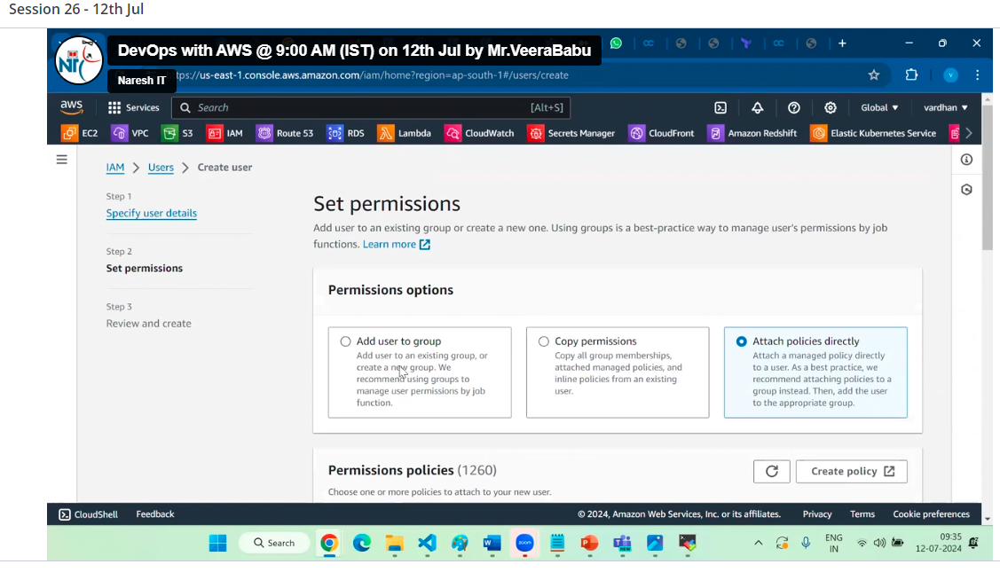 Session 26 - 12th Jul
DevOps with AWS @ 9:00 AM (IST) on 12th Jul by Mr.VeeraBabu
Naresh IT
ps://us-east-1.console.aws.amazon.com/iam/home?region=ap-south-1#/users/create
aws
Services
Search
[Alt+S]
Global
vardhan
EC2
VPC
S3
IAM
Route 53
RDS
Lambda
CloudWatch
Secrets Manager
CloudFront
Amazon Redshift
Elastic Kubernetes Service
IAM > Users > Create user
Step 1
Specify user details
Step 2
Set permissions
Step 3
Review and create
Set permissions
Add user to an existing group or create a new one. Using groups is a best-practice way to manage user's permissions by job
functions. Learn more
Permissions options
Add user to group
Add user to an existing group, or
create a new group. We
recommend using groups to
manage user permissions by job
function.
Copy permissions
Copy all group memberships,
attached managed policies, and
inline policies from an existing
user.
Attach policies directly
Attach a managed policy directly
to a user. As a best practice, we
recommend attaching policies to a
group instead. Then, add the user
to the appropriate group.
Permissions policies (1260)
Create policy
Choose one or more policies to attach to your new user.
CloudShell
Feedback
© 2024, Amazon Web Services, Inc. or its affiliates.
Privacy
Terms
Cookie preferences
Search
zoom
ENG
IN
09:35
12-07-2024